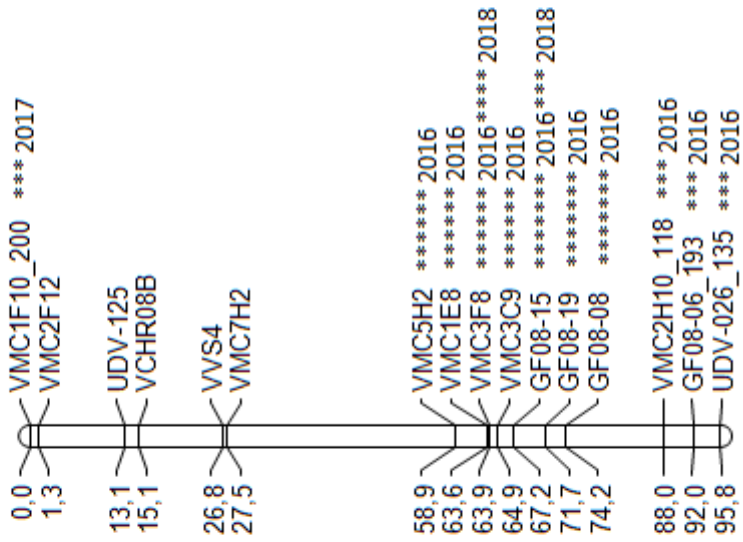 0,0 VMC1F10_200 *** 2017
1,3 VMC2F12
13,1 UDV-125
15,1 VCHR08B
26,8 VVS4
27,5 VMC7H2
58,9 VMC5H2 ******* 2016
63,6 VMC1E8 ******* 2016
63,9 VMC3F8 ******* 2016 **** 2018
64,9 VMC3C9 ******* 2016
67,2 GF08-15 ******** 2016 *** 2018
71,7 GF08-19 ******** 2016
74,2 GF08-08 ******** 2016
88,0 VMC2H10_118 *** 2016
92,0 GF08-06_193 *** 2016
95,8 UDV-026_135 *** 2016